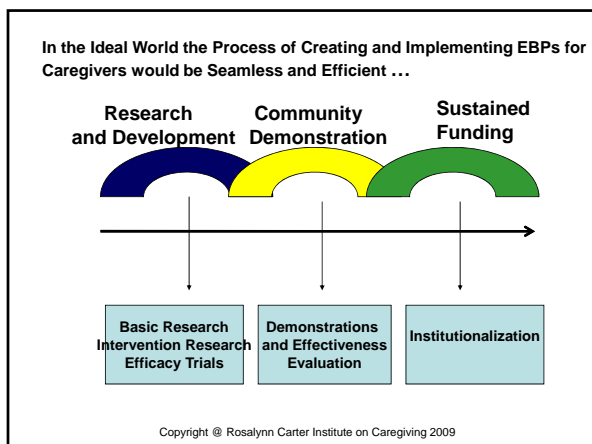 In the Ideal World the Process of Creating and Implementing EBPs for
Caregivers would be Seamless and Efficient ...
Research
and Development
Community
Demonstration
Sustained
Funding
Basic Research
Intervention Research
Efficacy Trials
Demonstrations
and Effectiveness
Evaluation
Institutionalization
Copyright @ Rosalynn Carter Institute on Caregiving 2009